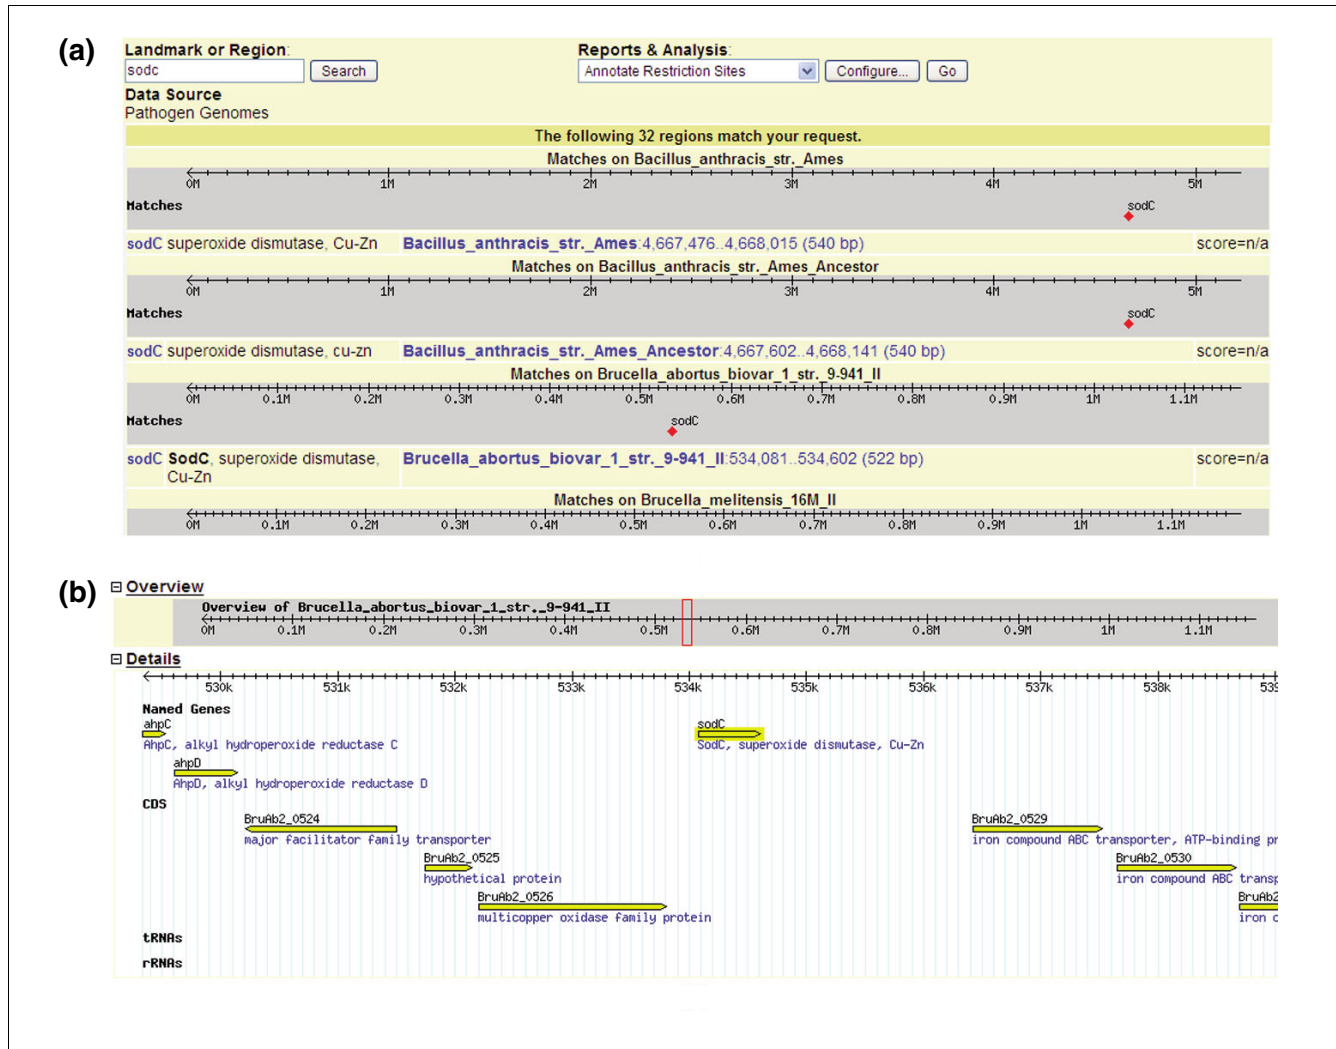 (a)
Landmark or Region:
Reports & Analysis:
sodc
Search
Annotate Restriction Sites
Configure...
Go
Data Source
Pathogen Genomes
The following 32 regions match your request.
Matches on Bacillus_anthracis_str._Ames
0M 1M 2M 3M 4M 5M
Matches
sodC
sodC superoxide dismutase, Cu-Zn Bacillus_anthracis_str._Ames:4,667,476..4,668,015 (540 bp) score=n/a
Matches on Bacillus_anthracis_str._Ames_Ancestor
0M 1M 2M 3M 4M 5M
Matches
sodC
sodC superoxide dismutase, cu-zn Bacillus_anthracis_str._Ames_Ancestor:4,667,602..4,668,141 (540 bp) score=n/a
Matches on Brucella_abortus_biovar_1_str._9-941_II
0M 0.1M 0.2M 0.3M 0.4M 0.5M 0.6M 0.7M 0.8M 0.9M 1M 1.1M
Matches
sodC
sodC SodC, superoxide dismutase, Brucella_abortus_biovar_1_str._9-941_II:534,081..534,602 (522 bp) score=n/a
Cu-Zn
Matches on Brucella_melitensis_16M_II
0M 0.1M 0.2M 0.3M 0.4M 0.5M 0.6M 0.7M 0.8M 0.9M 1M 1.1M
(b)
Overview
Overview of Brucella_abortus_biovar_1_str._9-941_II
0M 0.1M 0.2M 0.3M 0.4M 0.5M 0.6M 0.7M 0.8M 0.9M 1M 1.1M
Details
530k 531k 532k 533k 534k 535k 536k 537k 538k 539
Named Genes
ahpC sodC
AhpC, alkyl hydroperoxide reductase C SodC, superoxide dismutase, Cu-Zn
ahpD
AhpD, alkyl hydroperoxide reductase D
CDS
BruAb2_0524 BruAb2_0529
major facilitator family transporter iron compound ABC transporter, ATP-binding pr
BruAb2_0525 BruAb2_0530
hypothetical protein iron compound ABC transp
BruAb2_0526 BruAb2
multicopper oxidase family protein iron c
tRNAs
rRNAs